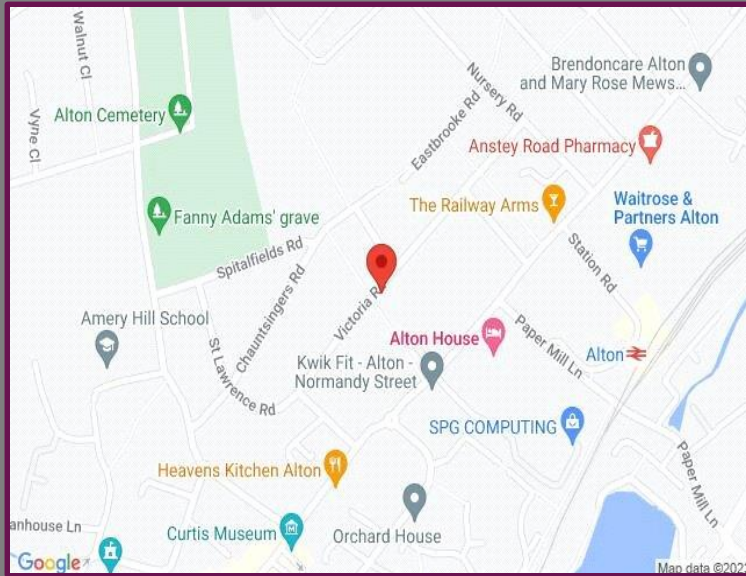 Walnut Cl
Vyne Cl
Alton Cemetery
Nursery Rd
Brendoncare Alton
and Mary Rose Mews...
Eastbrooke Rd
Anstey Road Pharmacy
The Railway Arms
Waitrose &
Partners Alton
Fanny Adams' grave
Spitalfields Rd
Station Rd
Chauntsingers Rd
Victoria R
Amery Hill School
St Lawrence Rd
Alton House
Paper Mill Ln
Alton
Kwik Fit - Alton -
Normandy Street
SPG COMPUTING
Paper Mill Ln
Heavens Kitchen Alton
anhouse Ln
Curtis Museum
Orchard House
Google
Map data ©202